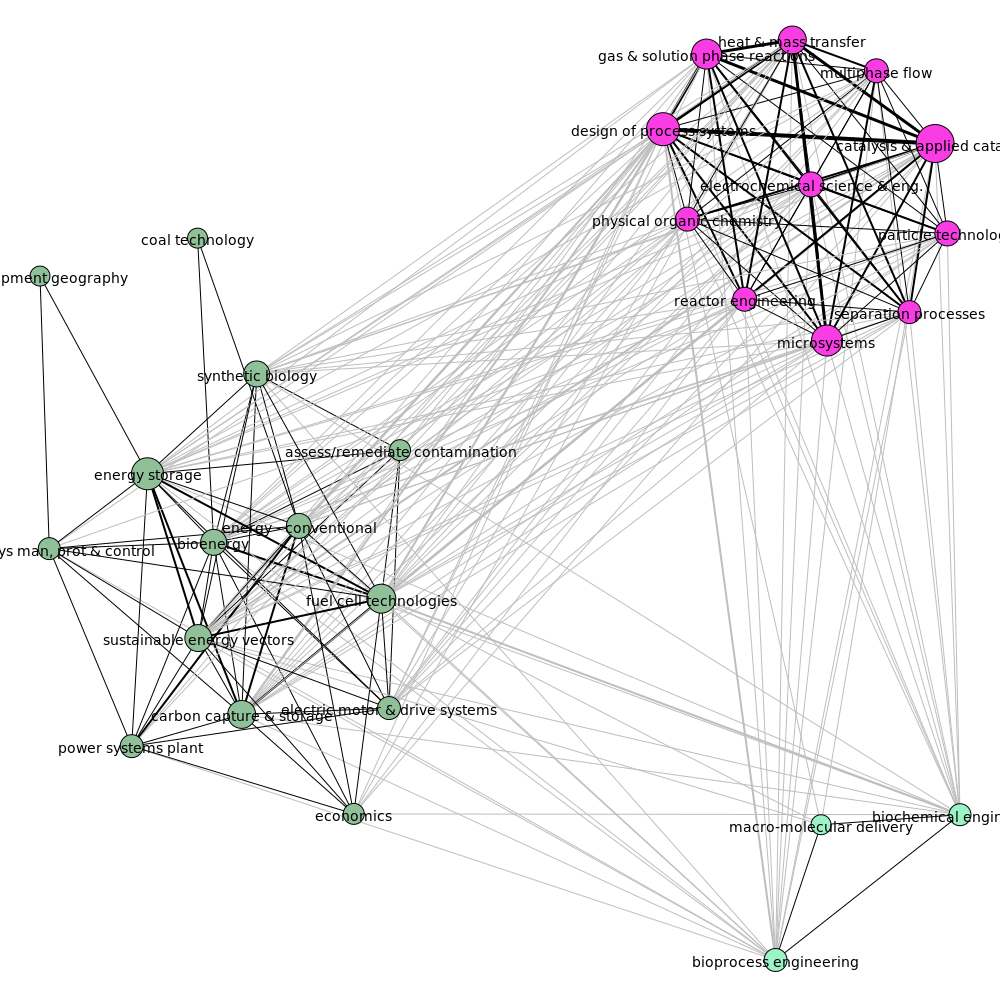 heat & mass transfer
gas & solution phase reactions
multiphase flow
design of process systems
catalysis & applied cata
electrochemical science & eng.
physical organic chemistry
particle technolo
coal technology
pment geography
reactor engineering
separation processes
microsystems
synthetic biology
assess/remediate contamination
energy storage
energy - conventional
bioenergy
ys man, prot & control
fuel cell technologies
sustainable energy vectors
carbon capture & storage
electric motor & drive systems
power systems plant
economics
macro-molecular delivery
biochemical engin
bioprocess engineering